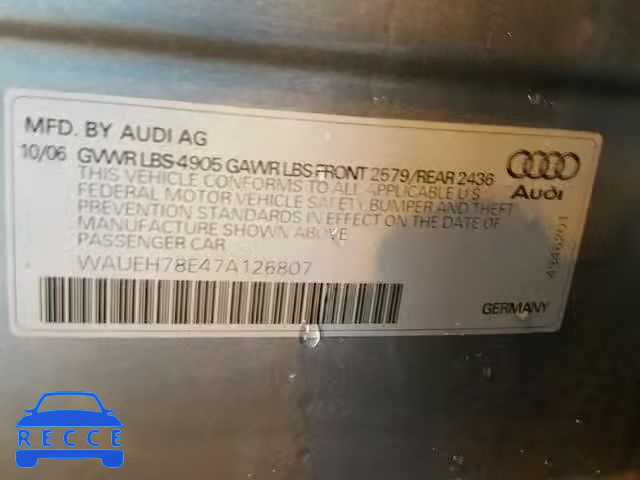 MFD. BY AUDI AG
10/06 GVWR LBS 4905 GAWR LBS FRONT 2579/REAR 2436
THIS VEHICLE CONFORMS TO ALL APPLICABLE U S
FEDERAL MOTOR VEHICLE SAFETY, BUMPER AND THEFT
PREVENTION STANDARDS IN EFFECT ON THE DATE OF
MANUFACTURE SHOWN ABOVE
PASSENGER CAR
WAUEH78E47A126807
Audi
4946201
GERMANY
RECCE